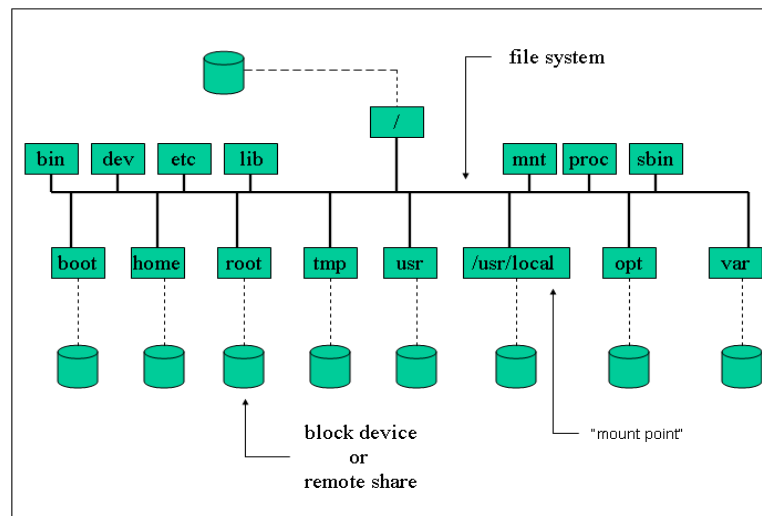 file system
/
bin
dev
etc
lib
mnt
proc
sbin
boot
home
root
tmp
usr
/usr/local
opt
var
block device
or
remote share
"mount point"